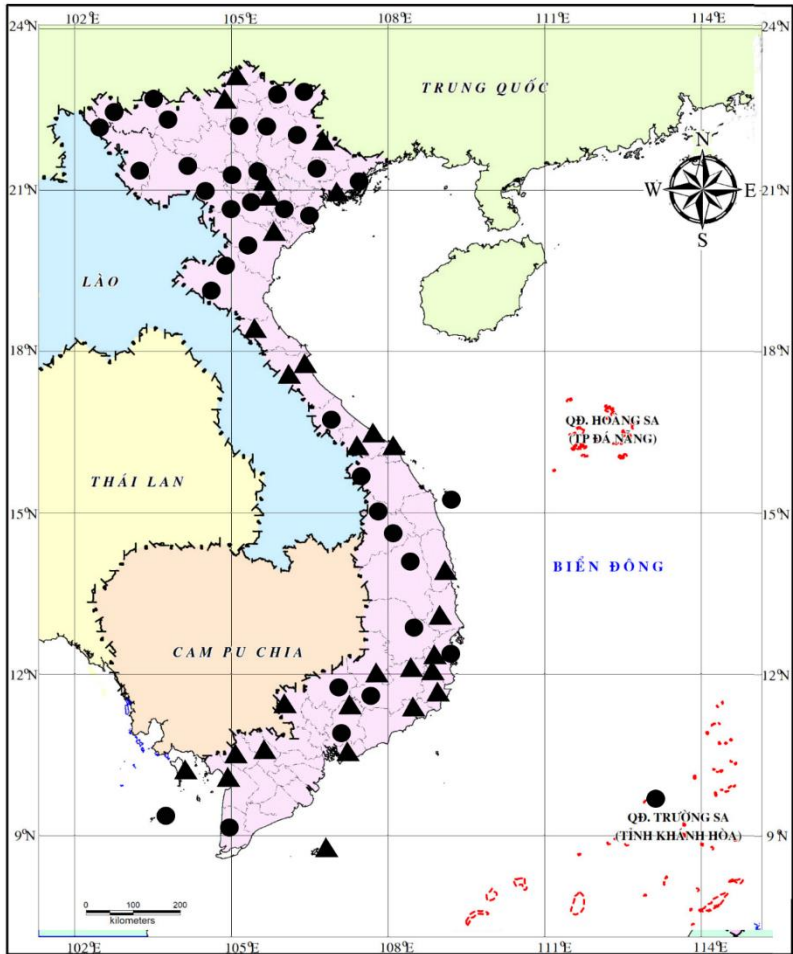 102°E 105°E 108°E 111°E 114°E
24°N 24°N
TRUNG QUỐC
N
21°N W E 21°N
S
LÀO
18°N 18°N
QĐ. HOÀNG SA
(TP ĐÀ NẴNG)
THÁI LAN
15°N 15°N
BIỂN ĐÔNG
CAM PU CHIA
12°N 12°N
QĐ. TRƯỜNG SA
9°N (TỈNH KHÁNH HÒA) 9°N
0 100 200
kilometers
102°E 105°E 108°E 111°E 114°E